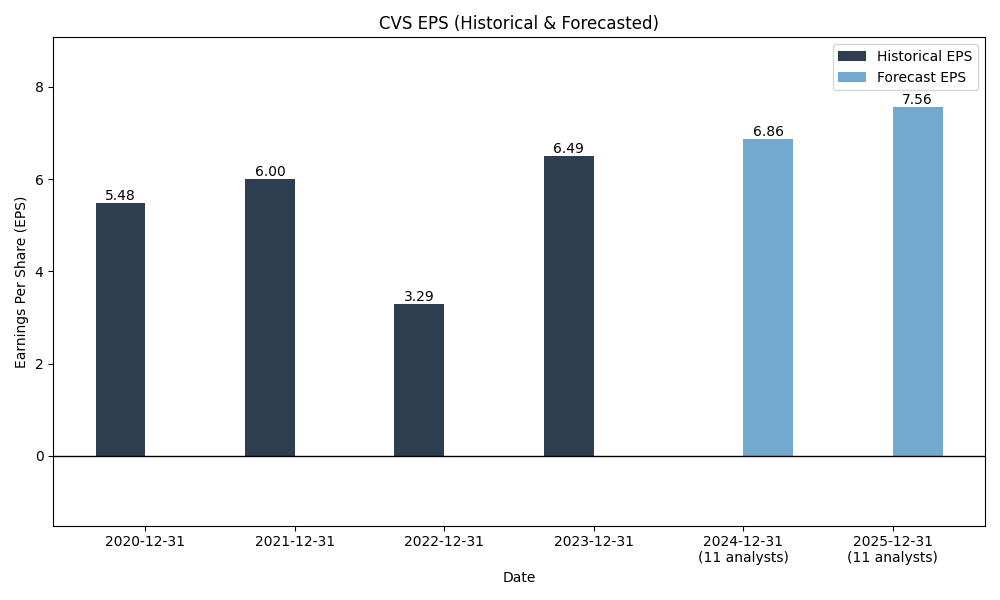 CVS EPS (Historical & Forecasted)
Historical EPS
Forecast EPS
Earnings Per Share (EPS)
8
6
4
2
0
5.48
6.00
3.29
6.49
6.86
7.56
2020-12-31
2021-12-31
2022-12-31
2023-12-31
2024-12-31
(11 analysts)
2025-12-31
(11 analysts)
Date